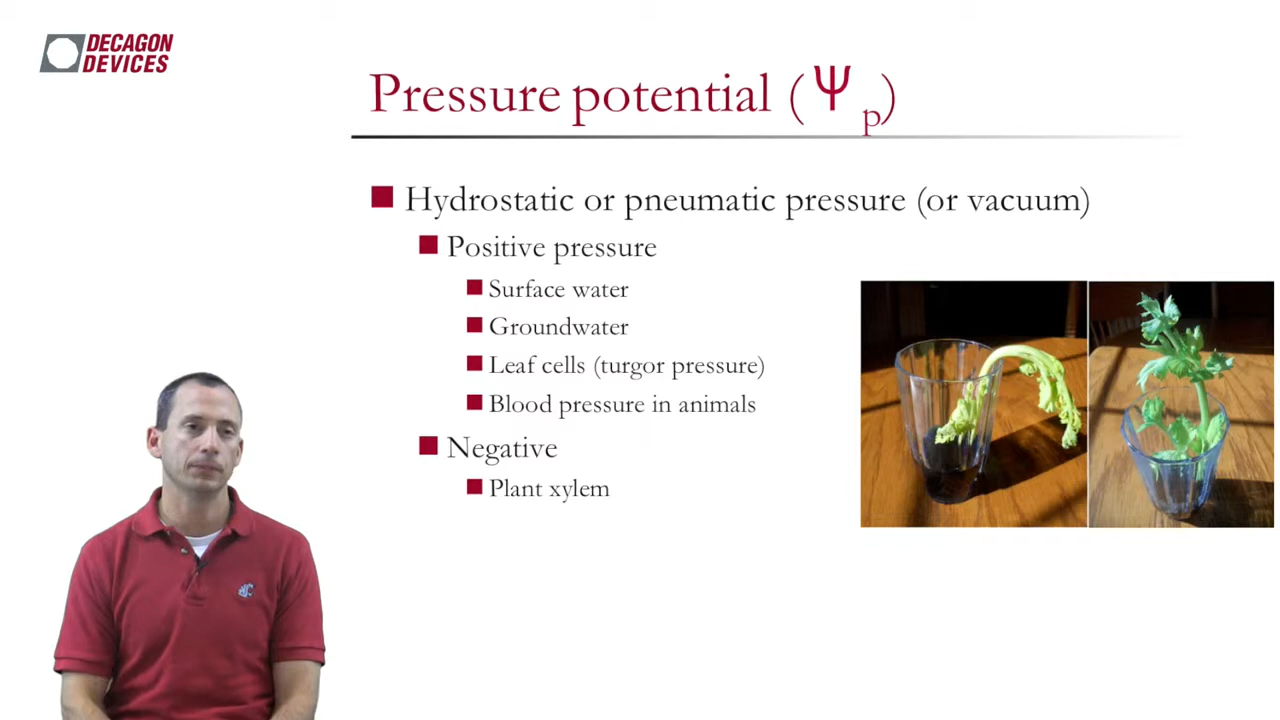 DECAGON
DEVICES
Pressure potential (Ψp)
Hydrostatic or pneumatic pressure (or vacuum)
Positive pressure
Surface water
Groundwater
Leaf cells (turgor pressure)
Blood pressure in animals
Negative
Plant xylem